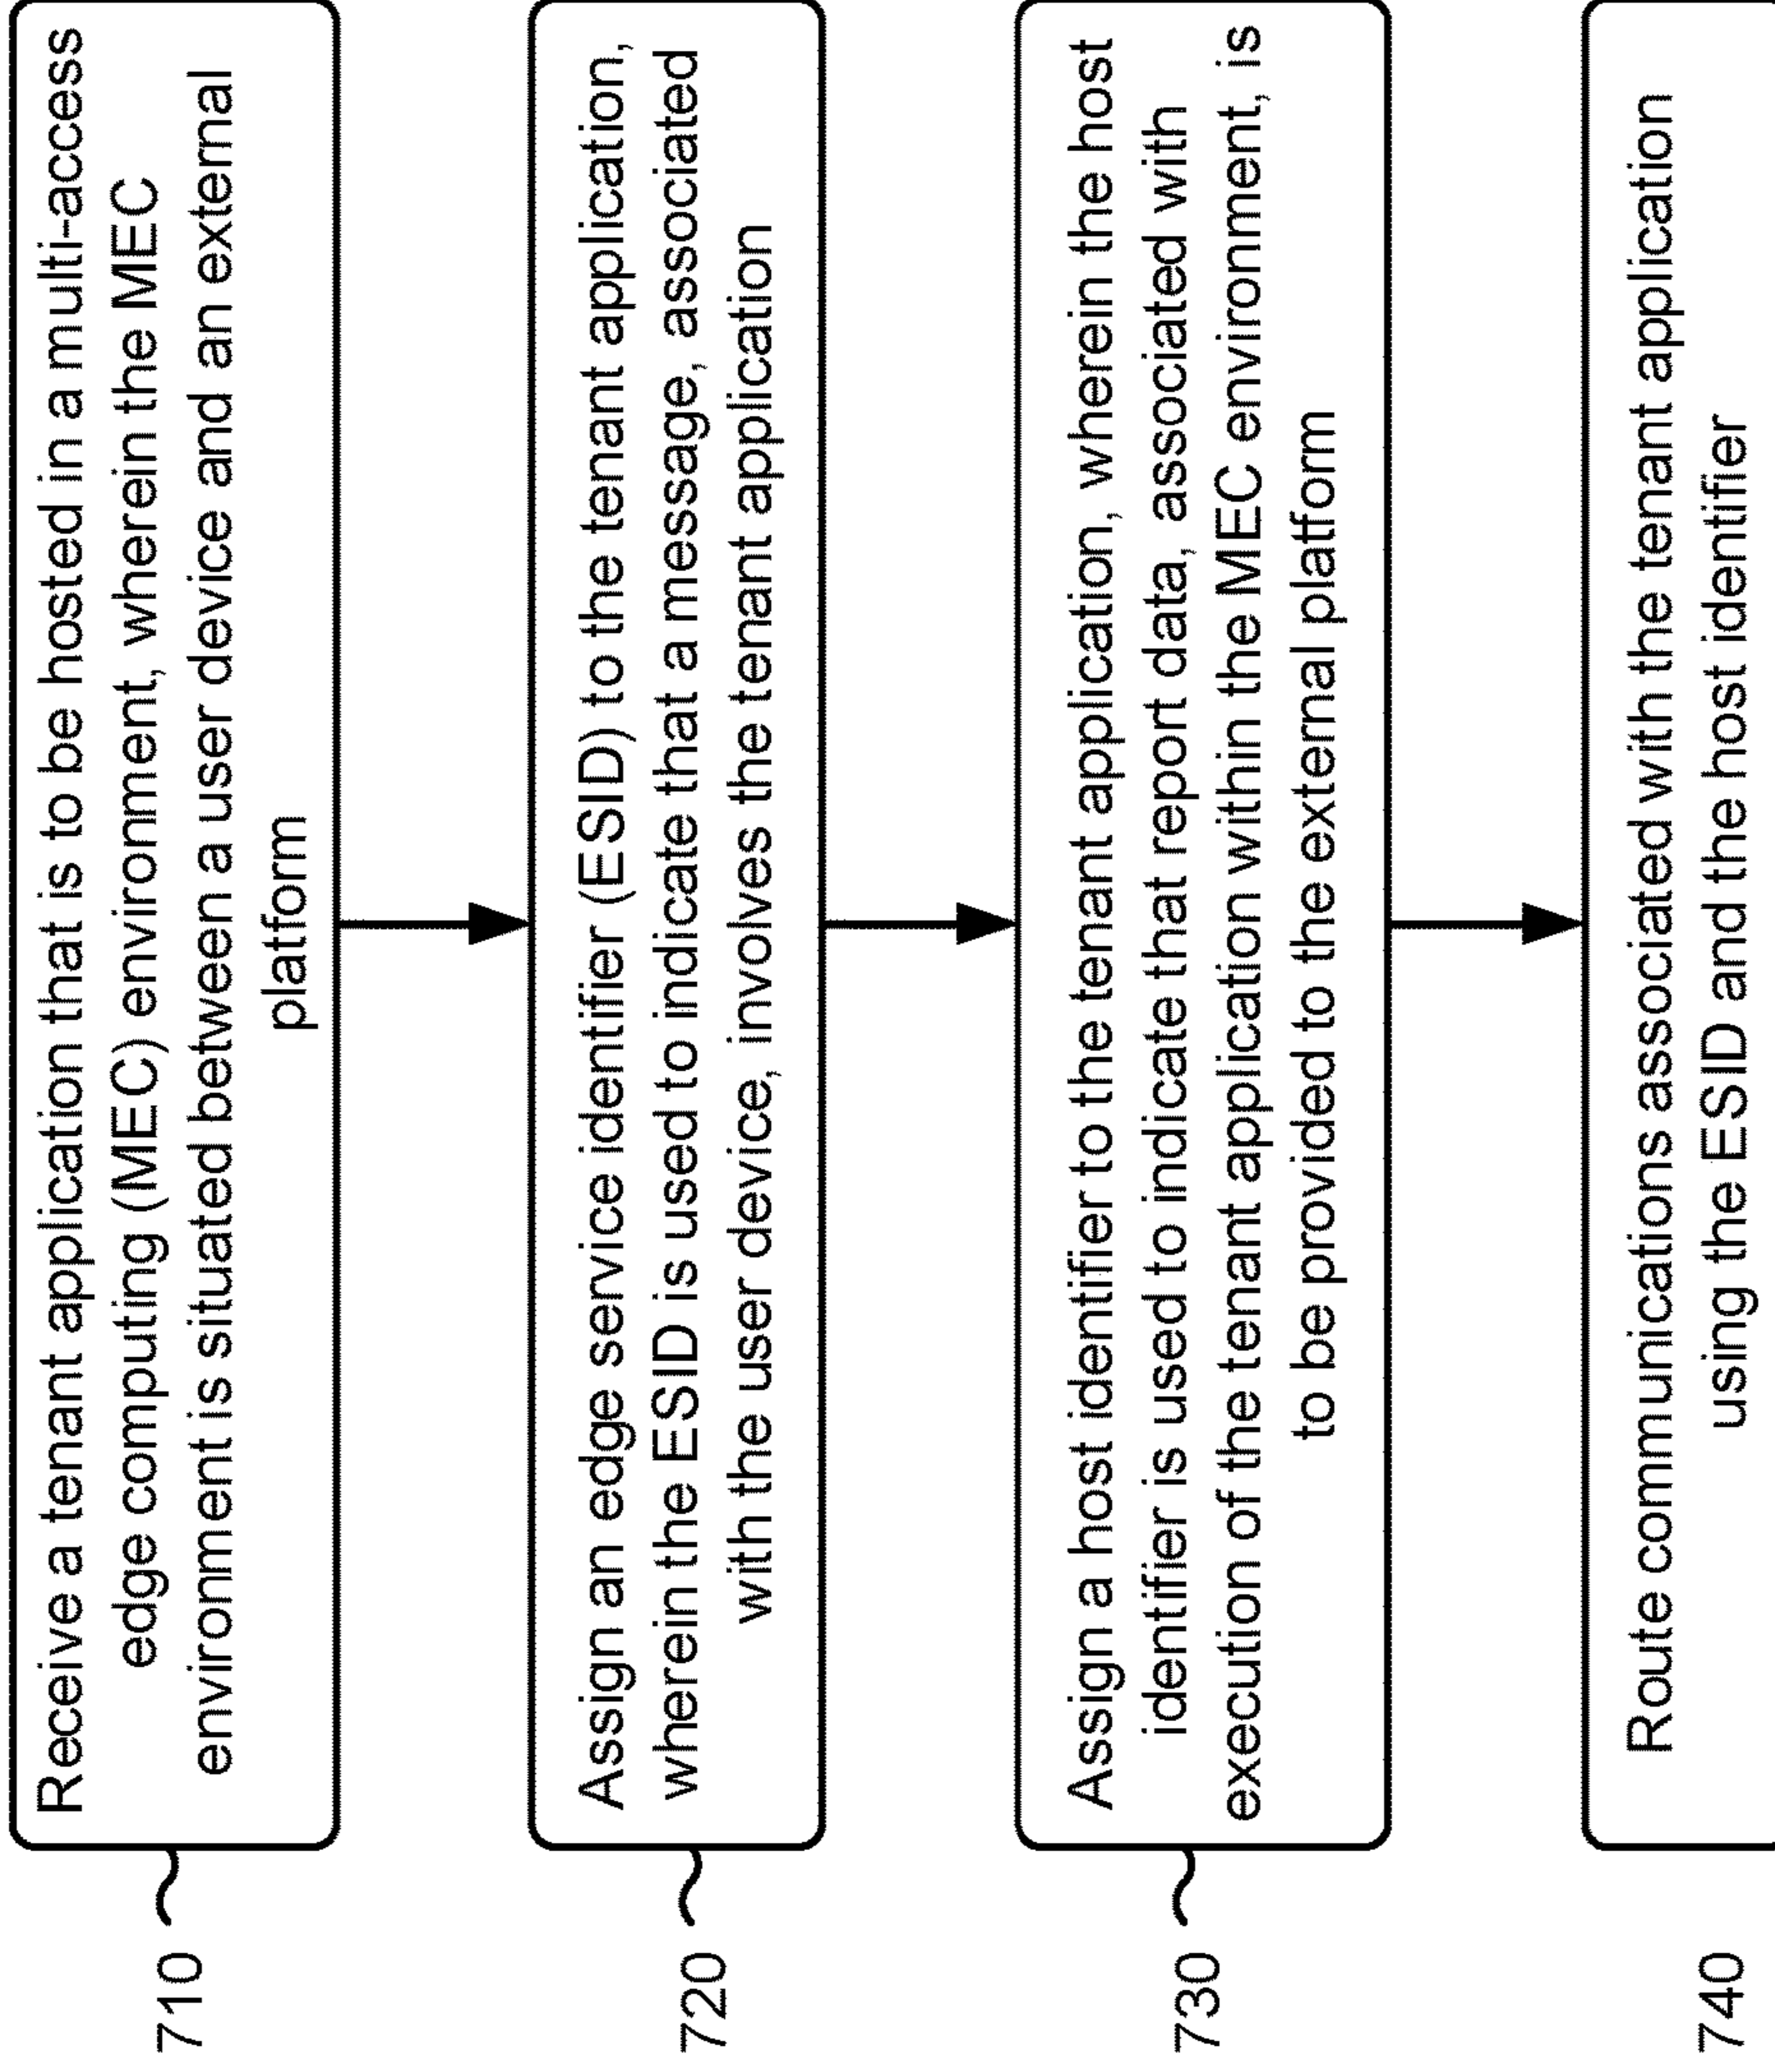 710
Receive a tenant application that is to be hosted in a multi-access
edge computing (MEC) environment, wherein the MEC
environment is situated between a user device and an external
platform
720
Assign an edge service identifier (ESID) to the tenant application,
wherein the ESID is used to indicate that a message, associated
with the user device, involves the tenant application
730
Assign a host identifier to the tenant application, wherein the host
identifier is used to indicate that report data, associated with
execution of the tenant application within the MEC environment, is
to be provided to the external platform
740
Route communications associated with the tenant application
using the ESID and the host identifier